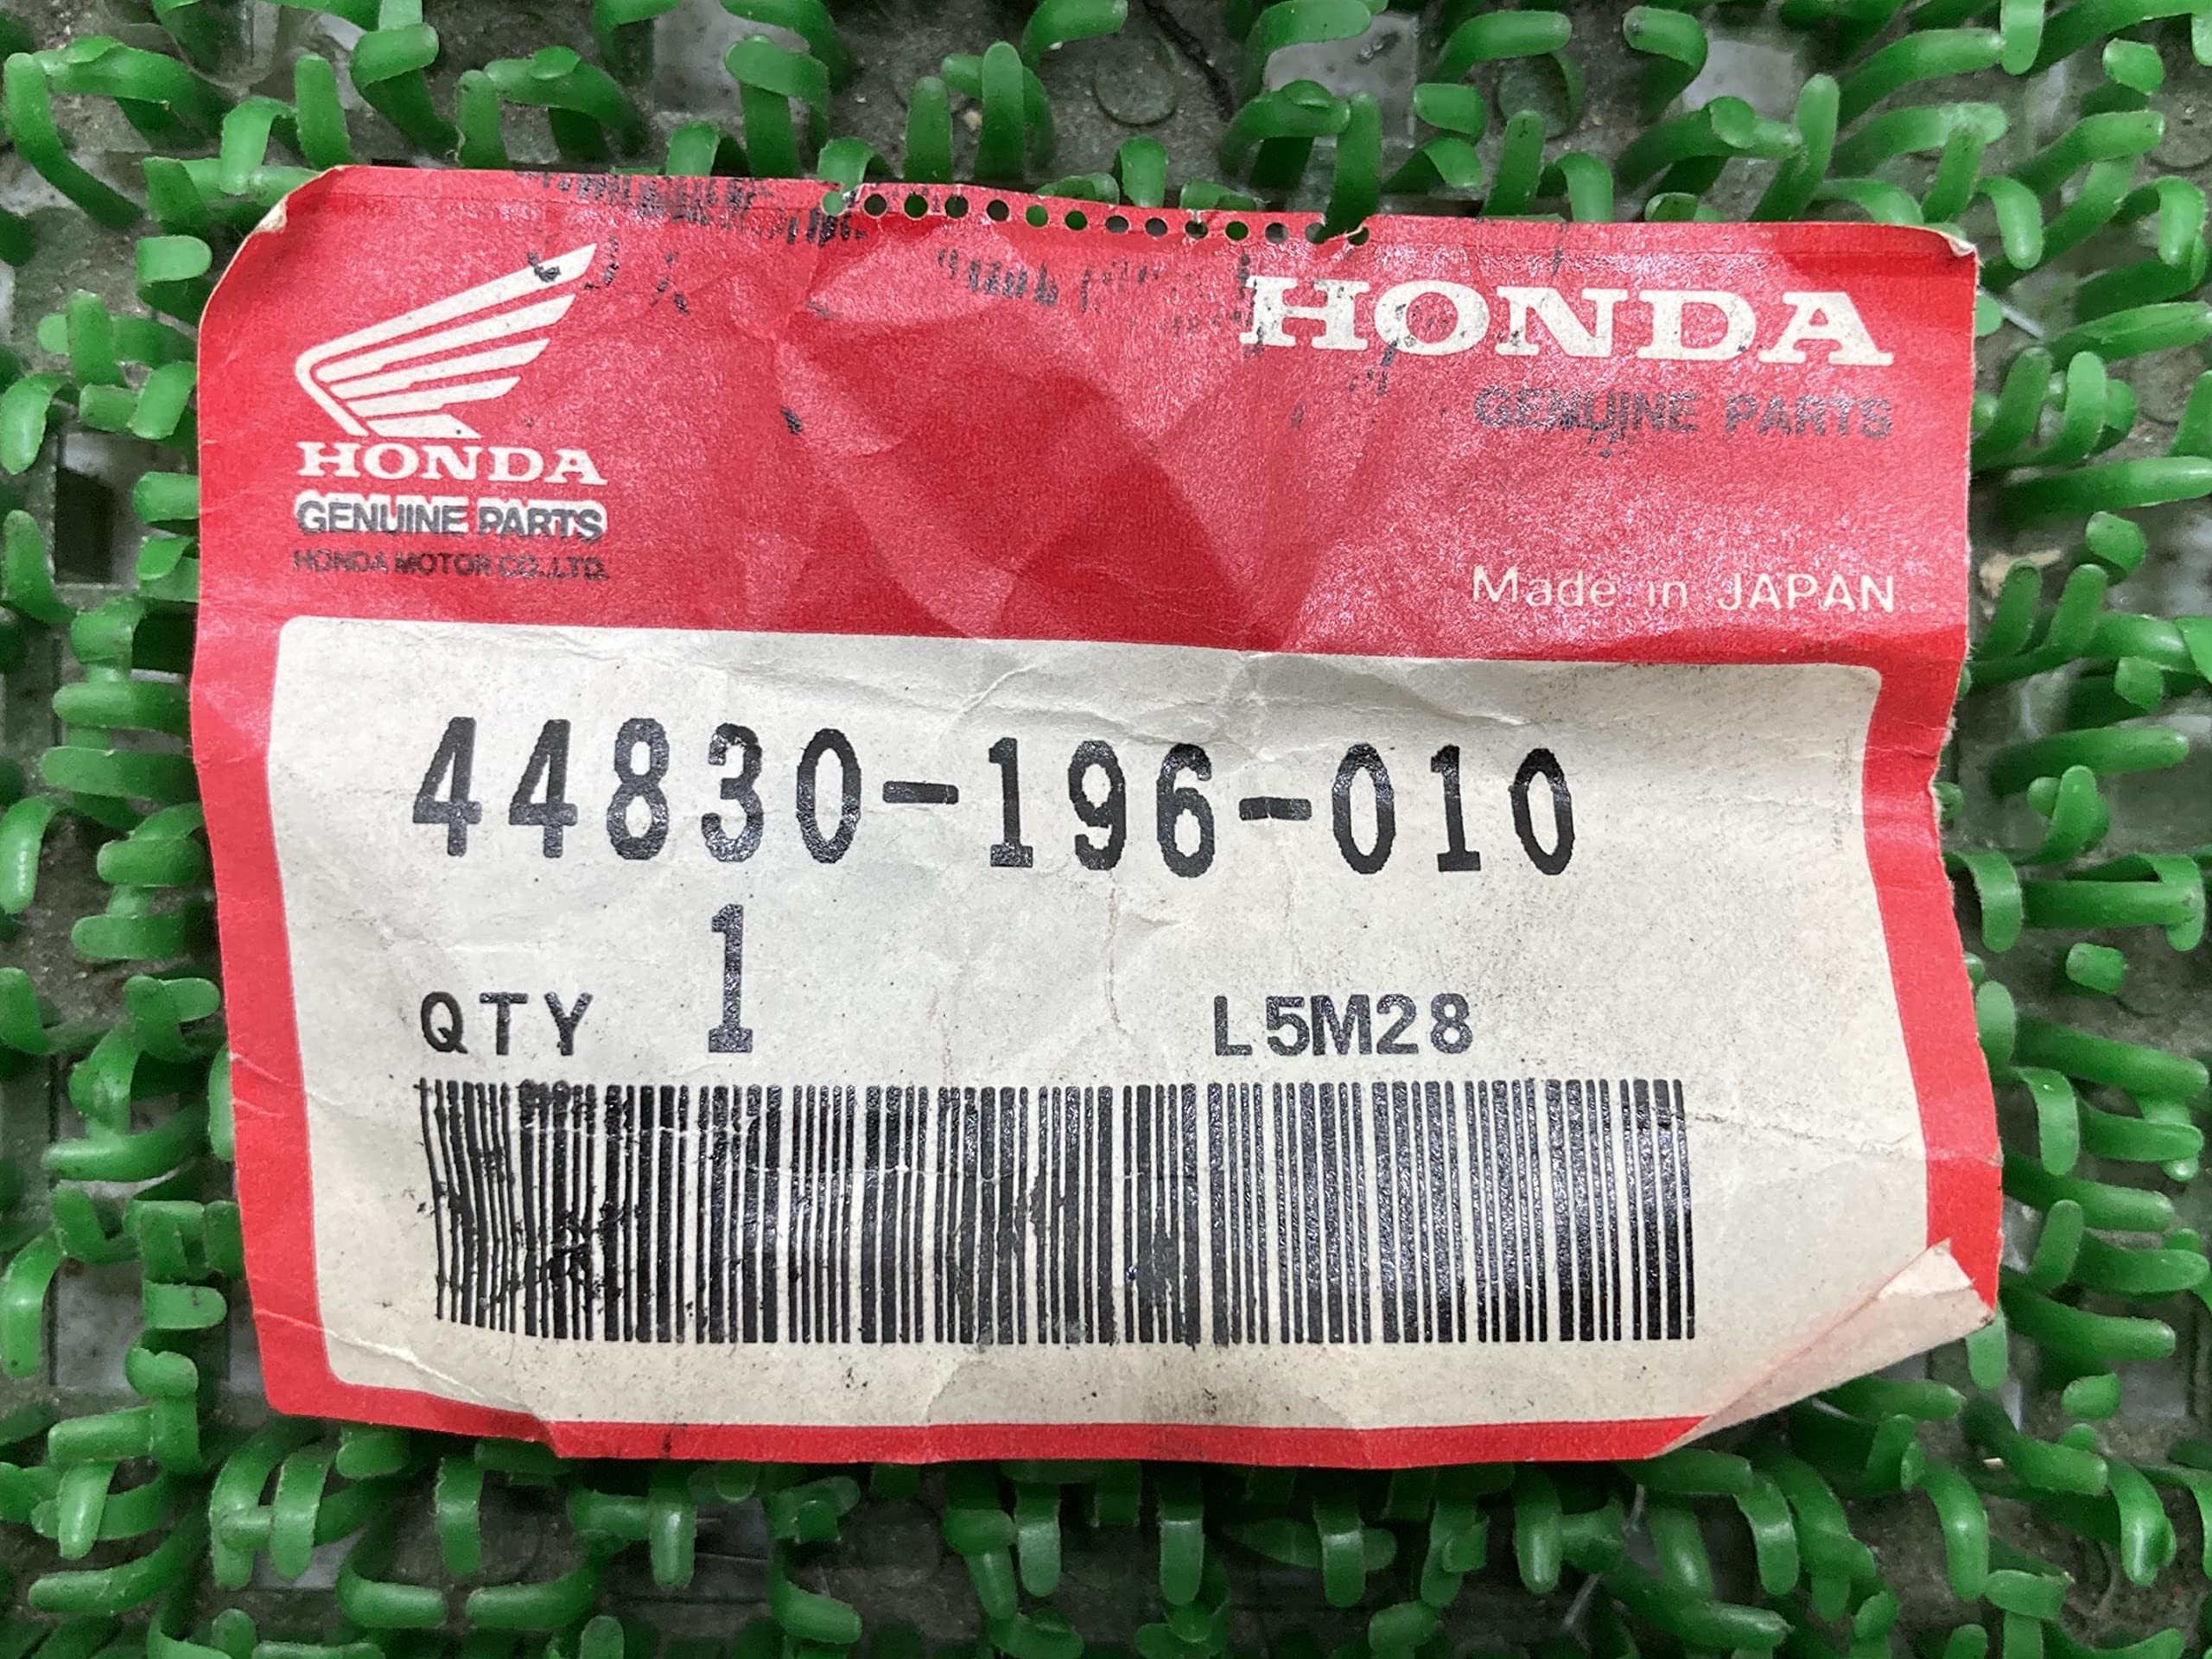 HONDA
GENUINE PARTS
HONDA MOTOR CO.,LTD.
HONDA
GENUINE PARTS
Made in JAPAN
44830-196-010
QTY 1 L5M28